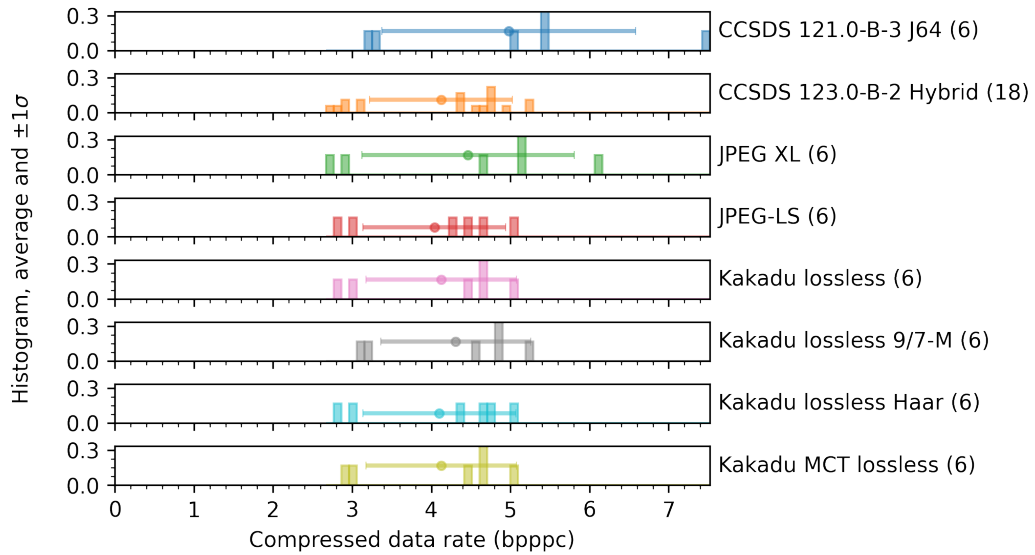 Histogram, average and ±1σ
0.3
0.0
CCSDS 121.0-B-3 J64 (6)
0.3
0.0
CCSDS 123.0-B-2 Hybrid (18)
0.3
0.0
JPEG XL (6)
0.3
0.0
JPEG-LS (6)
0.3
0.0
Kakadu lossless (6)
0.3
0.0
Kakadu lossless 9/7-M (6)
0.3
0.0
Kakadu lossless Haar (6)
0.3
0.0
Kakadu MCT lossless (6)
0 1 2 3 4 5 6 7
Compressed data rate (bpppc)